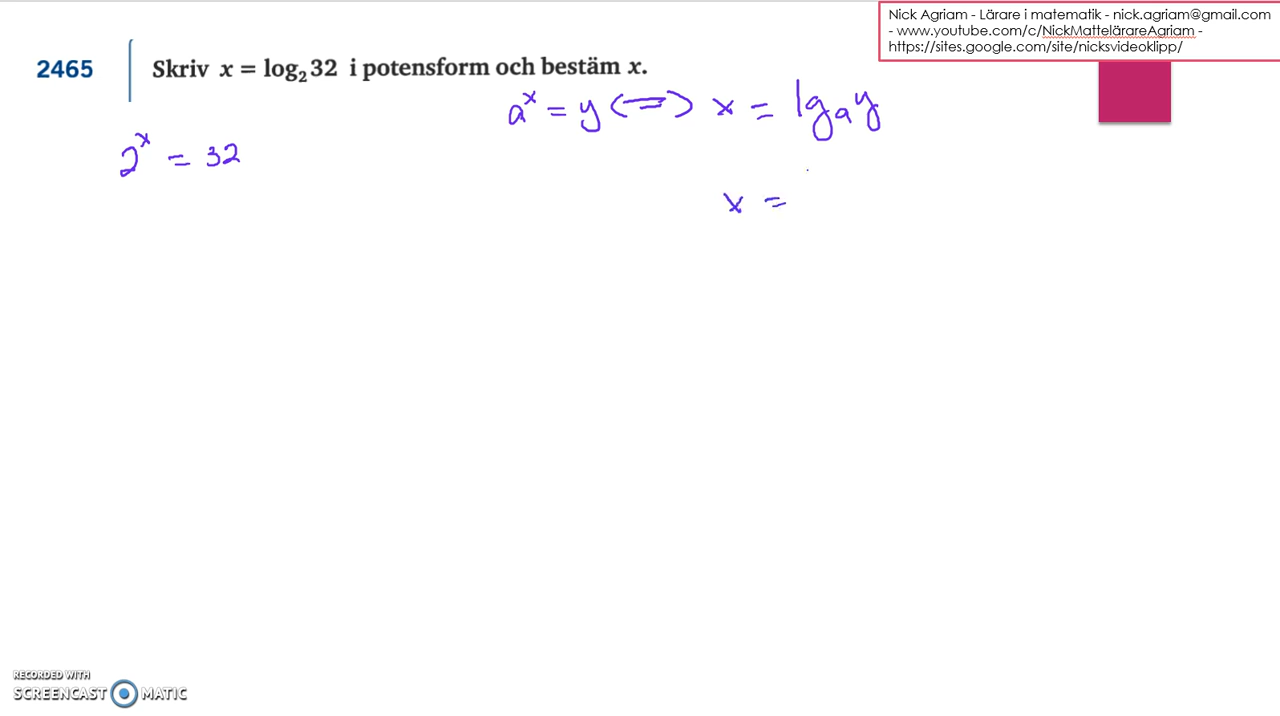 Nick Agriam - Lärare i matematik - nick.agriam@gmail.com
- www.youtube.com/c/NickMattelärareAgriam -
https://sites.google.com/site/nicksvideoklipp/
2465 Skriv x = log₂ 32 i potensform och bestäm x.
aˣ = y <=> x = lgₐy
2ˣ = 32
x =
RECORDED WITH
SCREENCAST MATIC